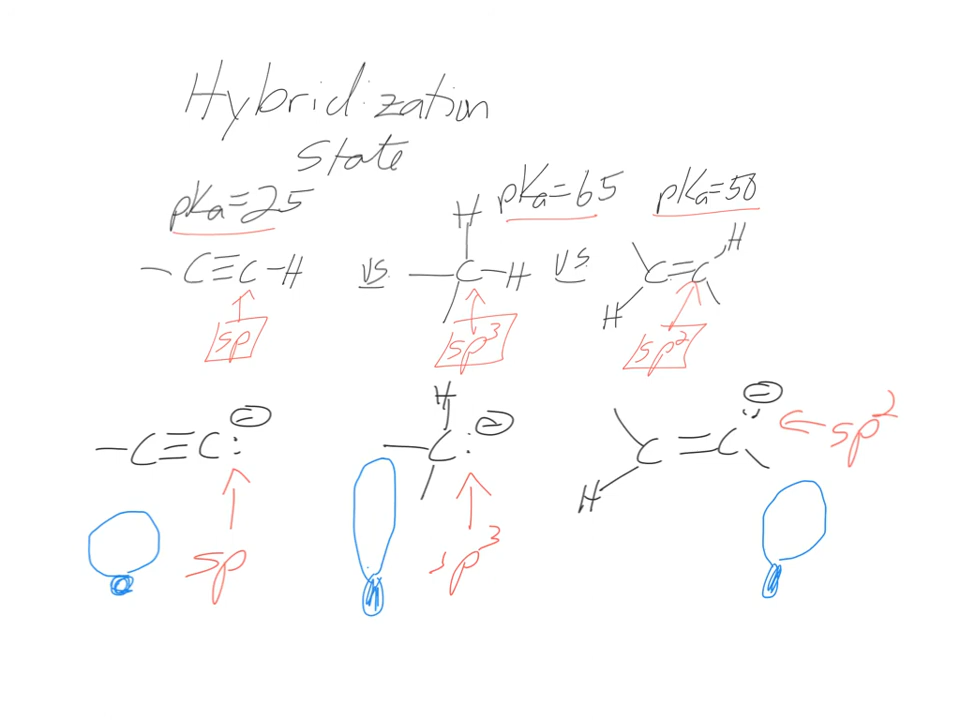 Hybridization
State
pKa=25 pKa=65 pKa=50
H H
-C≡C-H vs. -C-H vs. C=C
H
sp sp³ sp²
H
-C≡C:⊖ -C:⊖ C=C:⊖ ← sp²
H
sp sp³